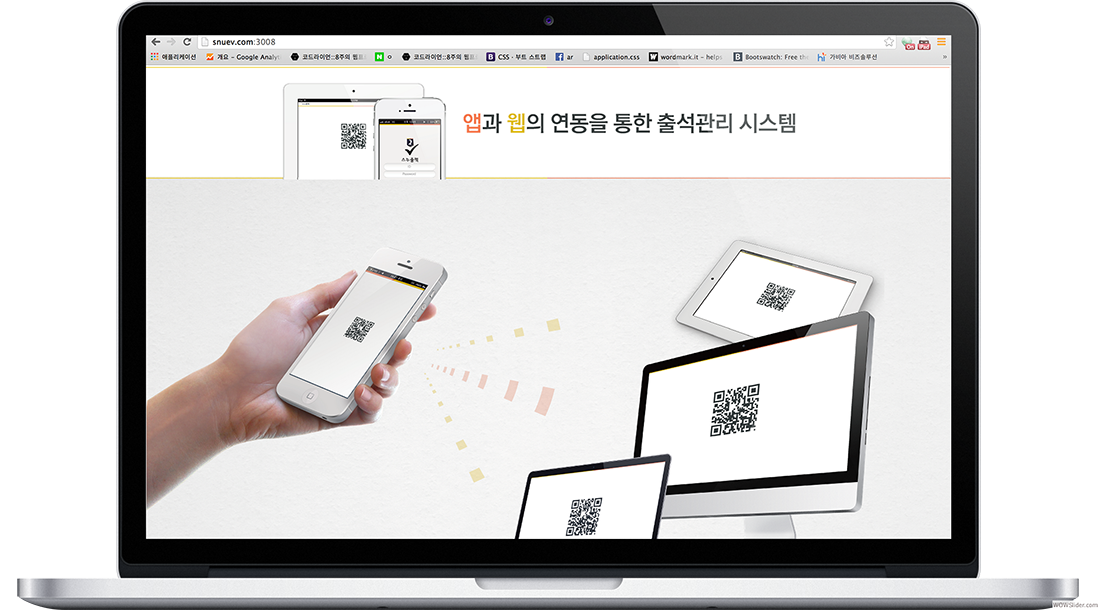 snuev.com:3008
애플리케이션 개요 - Google Analyt 코드라이언::8주의 웹프 o 코드라이언::8주의 웹프 CSS · 부트 스트랩 ar application.css wordmark.it - helps Bootswatch: Free the 가비아 비즈솔루션 »
앱과 웹의 연동을 통한 출석관리 시스템
스누출첵
Password
WOWSlider.com